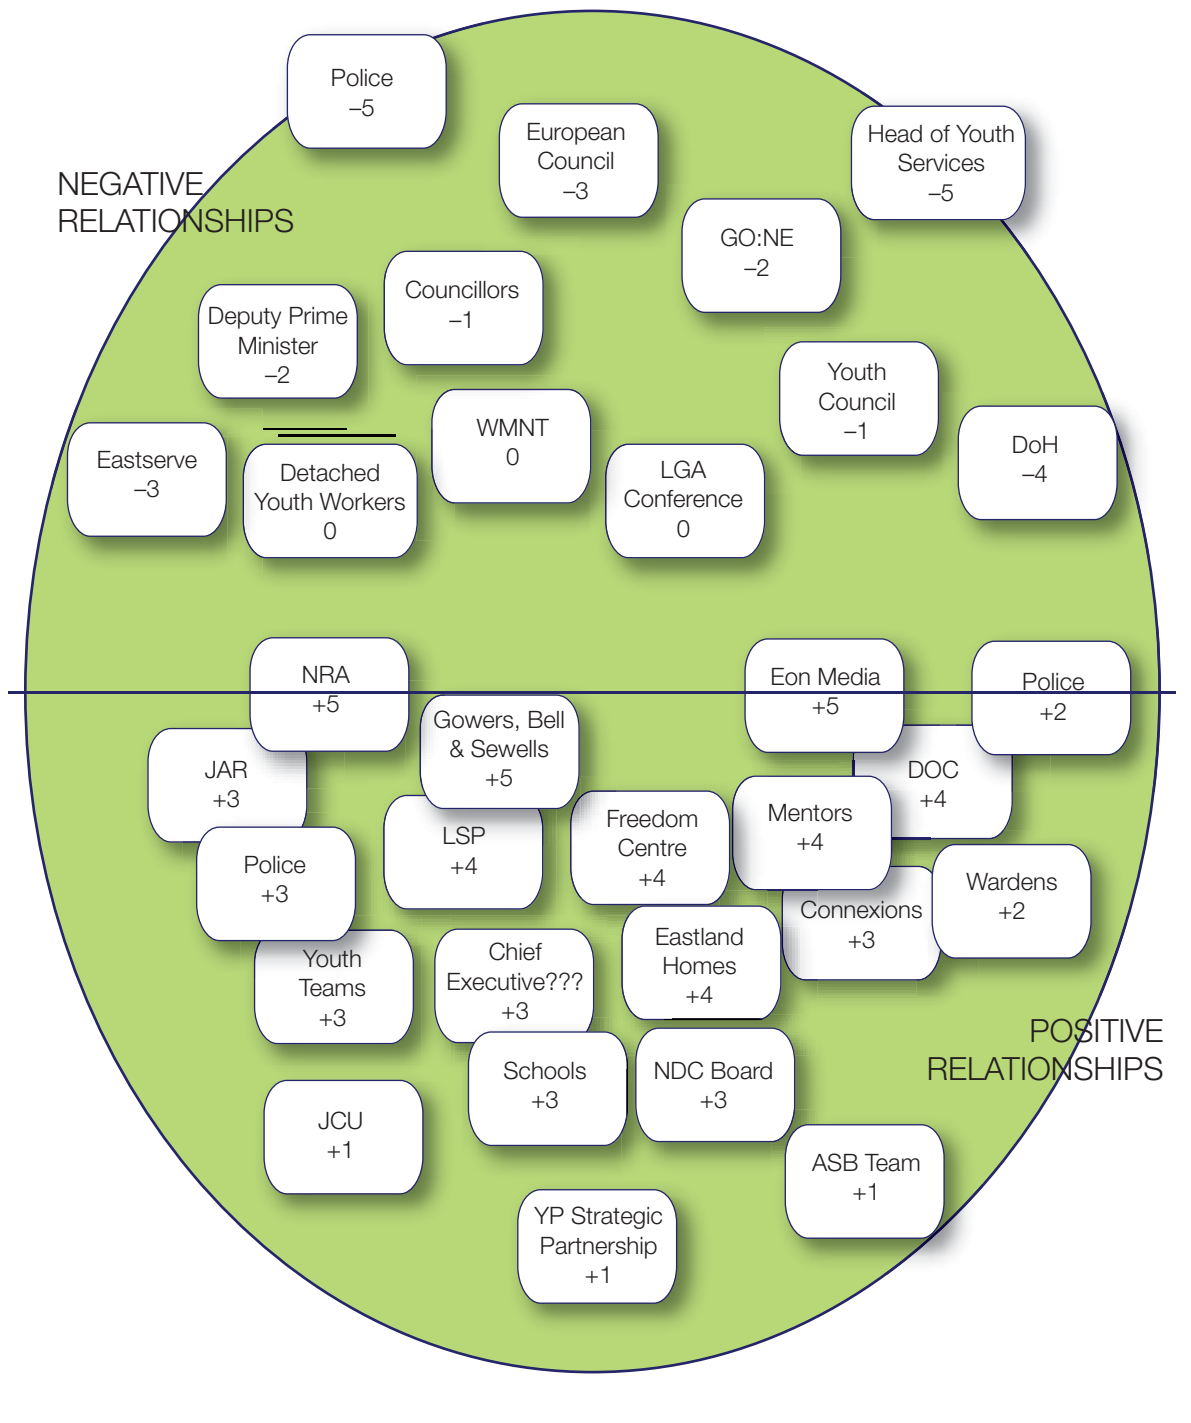 Police
–5
European
Council
–3
Head of Youth
Services
–5
NEGATIVE
RELATIONSHIPS
GO:NE
–2
Councillors
–1
Deputy Prime
Minister
–2
Youth
Council
–1
WMNT
0
DoH
–4
Eastserve
–3
Detached
Youth Workers
0
LGA
Conference
0
NRA
+5
Eon Media
+5
Police
+2
Gowers, Bell
& Sewells
+5
JAR
+3
DOC
+4
LSP
+4
Freedom
Centre
+4
Mentors
+4
Police
+3
Wardens
+2
Connexions
+3
Youth
Teams
+3
Chief
Executive???
+3
Eastland
Homes
+4
POSITIVE
RELATIONSHIPS
Schools
+3
NDC Board
+3
JCU
+1
ASB Team
+1
YP Strategic
Partnership
+1